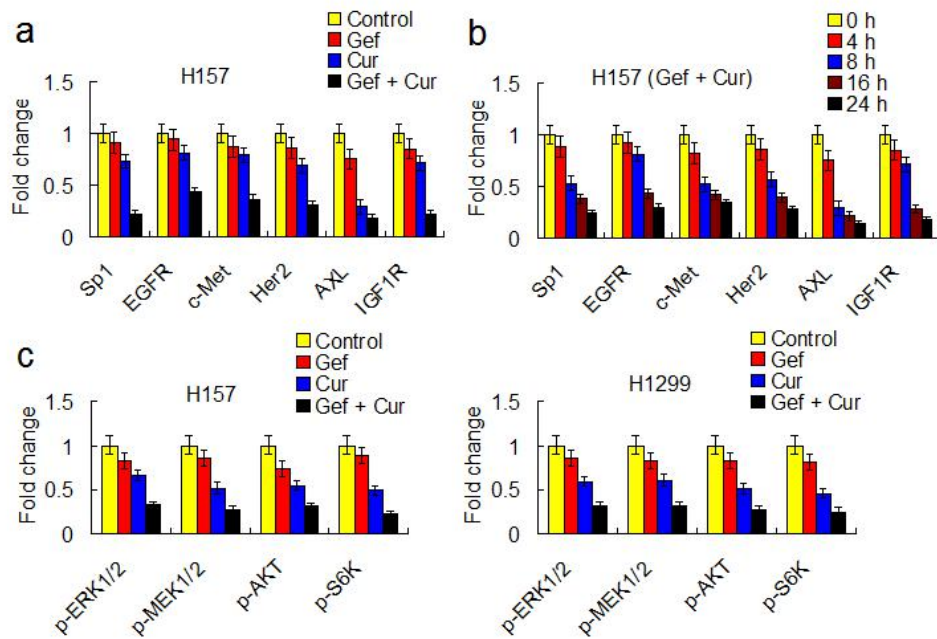 a
Control
Gef
Cur
Gef + Cur
H157
Fold change
1.5
1
0.5
0
Sp1
EGFR
c-Met
Her2
AXL
IGF1R
b
0 h
4 h
8 h
16 h
24 h
H157 (Gef + Cur)
Fold change
1.5
1
0.5
0
Sp1
EGFR
c-Met
Her2
AXL
IGF1R
c
Control
Gef
Cur
Gef + Cur
H157
Fold change
1.5
1
0.5
0
p-ERK1/2
p-MEK1/2
p-AKT
p-S6K
Control
Gef
Cur
Gef + Cur
H1299
Fold change
1.5
1
0.5
0
p-ERK1/2
p-MEK1/2
p-AKT
p-S6K